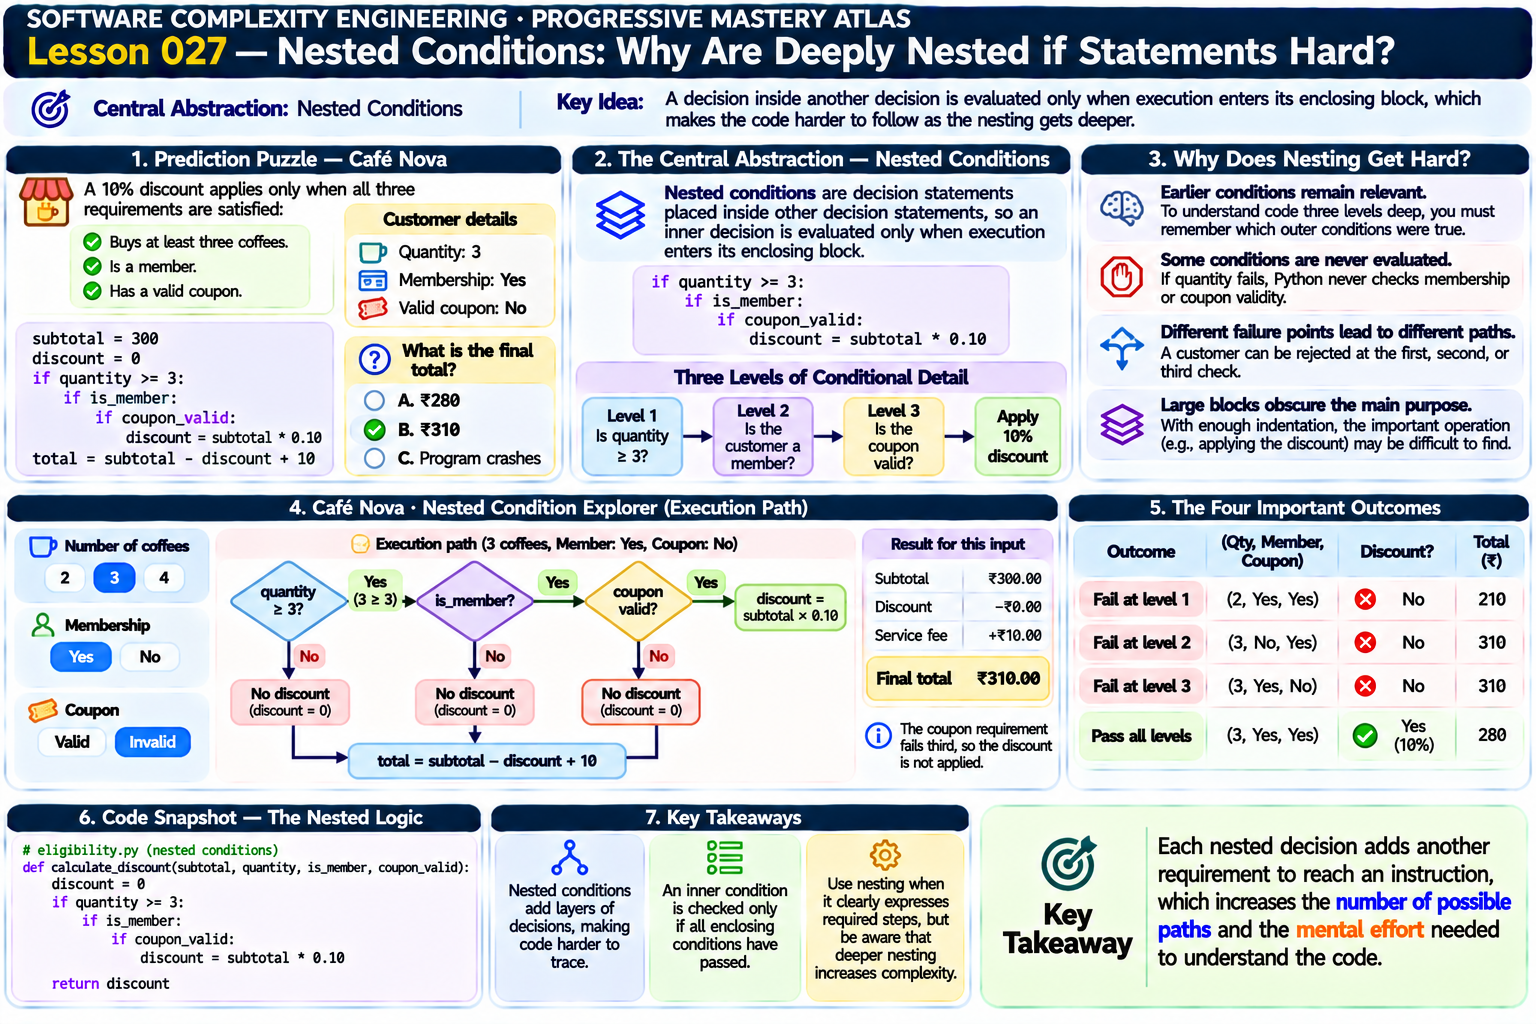 SOFTWARE COMPLEXITY ENGINEERING · PROGRESSIVE MASTERY ATLAS
Lesson 027 — Nested Conditions: Why Are Deeply Nested if Statements Hard?
Central Abstraction: Nested Conditions
Key Idea:
A decision inside another decision is evaluated only when execution enters its enclosing block, which
makes the code harder to follow as the nesting gets deeper.
1. Prediction Puzzle — Café Nova
A 10% discount applies only when all three
requirements are satisfied:
Buys at least three coffees.
Is a member.
Has a valid coupon.
Customer details
Quantity: 3
Membership: Yes
Valid coupon: No
subtotal = 300
discount = 0
if quantity >= 3:
if is_member:
if coupon_valid:
discount = subtotal * 0.10
total = subtotal − discount + 10
What is the final
total?
A. ₹280
B. ₹310
C. Program crashes
2. The Central Abstraction — Nested Conditions
Nested conditions are decision statements
placed inside other decision statements, so an
inner decision is evaluated only when execution
enters its enclosing block.
if quantity >= 3:
if is_member:
if coupon_valid:
discount = subtotal * 0.10
Three Levels of Conditional Detail
Level 1
Is quantity
≥ 3?
Level 2
Is the
customer a
member?
Level 3
Is the
coupon
valid?
Apply
10%
discount
3. Why Does Nesting Get Hard?
Earlier conditions remain relevant.
To understand code three levels deep, you must
remember which outer conditions were true.
Some conditions are never evaluated.
If quantity fails, Python never checks membership
or coupon validity.
Different failure points lead to different paths.
A customer can be rejected at the first, second, or
third check.
Large blocks obscure the main purpose.
With enough indentation, the important operation
(e.g., applying the discount) may be difficult to find.
4. Café Nova · Nested Condition Explorer (Execution Path)
Number of coffees
2 3 4
Membership
Yes No
Coupon
Valid Invalid
Execution path (3 coffees, Member: Yes, Coupon: No)
quantity
≥ 3?
Yes
(3 ≥ 3)
is_member?
Yes
coupon
valid?
Yes
discount =
subtotal × 0.10
No
No
No
No discount
(discount = 0)
No discount
(discount = 0)
No discount
(discount = 0)
total = subtotal − discount + 10
Result for this input
Subtotal ₹300.00
Discount −₹0.00
Service fee +₹10.00
Final total ₹310.00
The coupon requirement
fails third, so the discount
is not applied.
5. The Four Important Outcomes
Outcome (Qty, Member, Coupon) Discount? Total (₹)
Fail at level 1 (2, Yes, Yes) No 210
Fail at level 2 (3, No, Yes) No 310
Fail at level 3 (3, Yes, No) No 310
Pass all levels (3, Yes, Yes) Yes (10%) 280
6. Code Snapshot — The Nested Logic
# eligibility.py (nested conditions)
def calculate_discount(subtotal, quantity, is_member, coupon_valid):
discount = 0
if quantity >= 3:
if is_member:
if coupon_valid:
discount = subtotal * 0.10
return discount
7. Key Takeaways
Nested conditions
add layers of
decisions, making
code harder to
trace.
An inner condition
is checked only
if all enclosing
conditions have
passed.
Use nesting when
it clearly expresses
required steps, but
be aware that
deeper nesting
increases complexity.
Key
Takeaway
Each nested decision adds another
requirement to reach an instruction,
which increases the number of possible
paths and the mental effort needed
to understand the code.